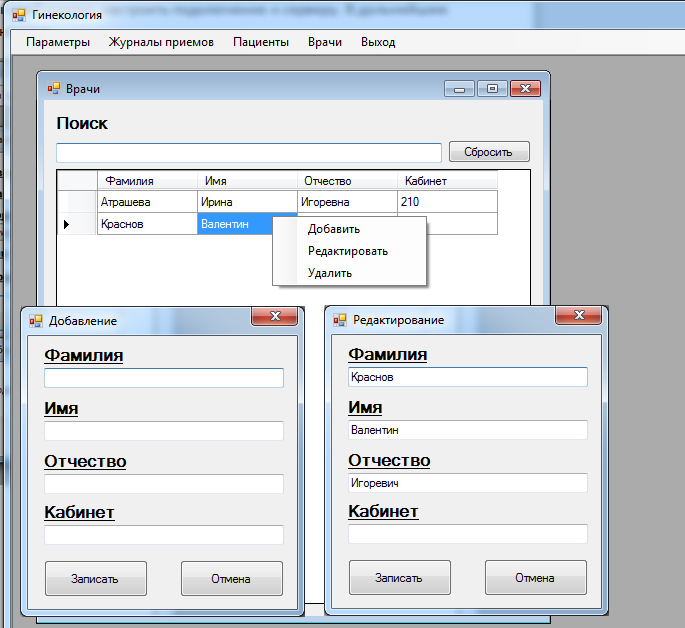 Гинекология
Параметры Журналы приемов Пациенты Врачи Выход
Врачи
Поиск
Сбросить
Фамилия Имя Отчество Кабинет
Атрашева Ирина Игоревна 210
Краснов Валентин
Добавить
Редактировать
Удалить
Добавление
Фамилия
Имя
Отчество
Кабинет
Записать Отмена
Редактирование
Фамилия
Краснов
Имя
Валентин
Отчество
Игоревич
Кабинет
Записать Отмена